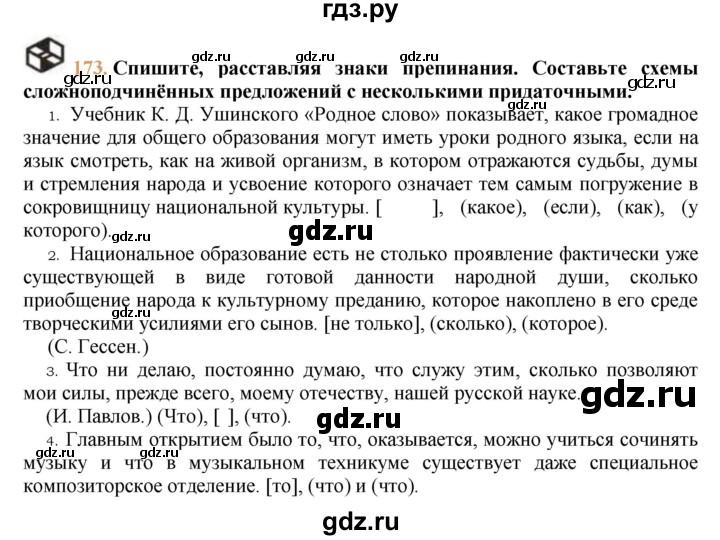 гдз.ру
173. Спишите, расставляя знаки препинания. Составьте схемы
сложноподчинённых предложений с несколькими придаточными.
1. Учебник К. Д. Ушинского «Родное слово» показывает, какое громадное
значение для общего образования могут иметь уроки родного языка, если на
язык смотреть, как на живой организм, в котором отражаются судьбы, думы
и стремления народа и усвоение которого означает тем самым погружение в
сокровищницу национальной культуры. [ ], (какое), (если), (как), (у
которого).
2. Национальное образование есть не столько проявление фактически уже
существующей в виде готовой данности народной души, сколько
приобщение народа к культурному преданию, которое накоплено в его среде
творческими усилиями его сынов. [не только], (сколько), (которое).
(С. Гессен.)
3. Что ни делаю, постоянно думаю, что служу этим, сколько позволяют
мои силы, прежде всего, моему отечеству, нашей русской науке.
(И. Павлов.) (Что), [ ], (что).
4. Главным открытием было то, что, оказывается, можно учиться сочинять
музыку и что в музыкальном техникуме существует даже специальное
композиторское отделение. [то], (что) и (что).
gdz.ru
gdz.ru
gdz.ru
gdz.ru
gdz.ru
gdz.ru
gdz.ru
gdz.ru
gdz.ru
gdz.ru
gdz.ru
gdz.ru
gdz.ru
gdz.ru